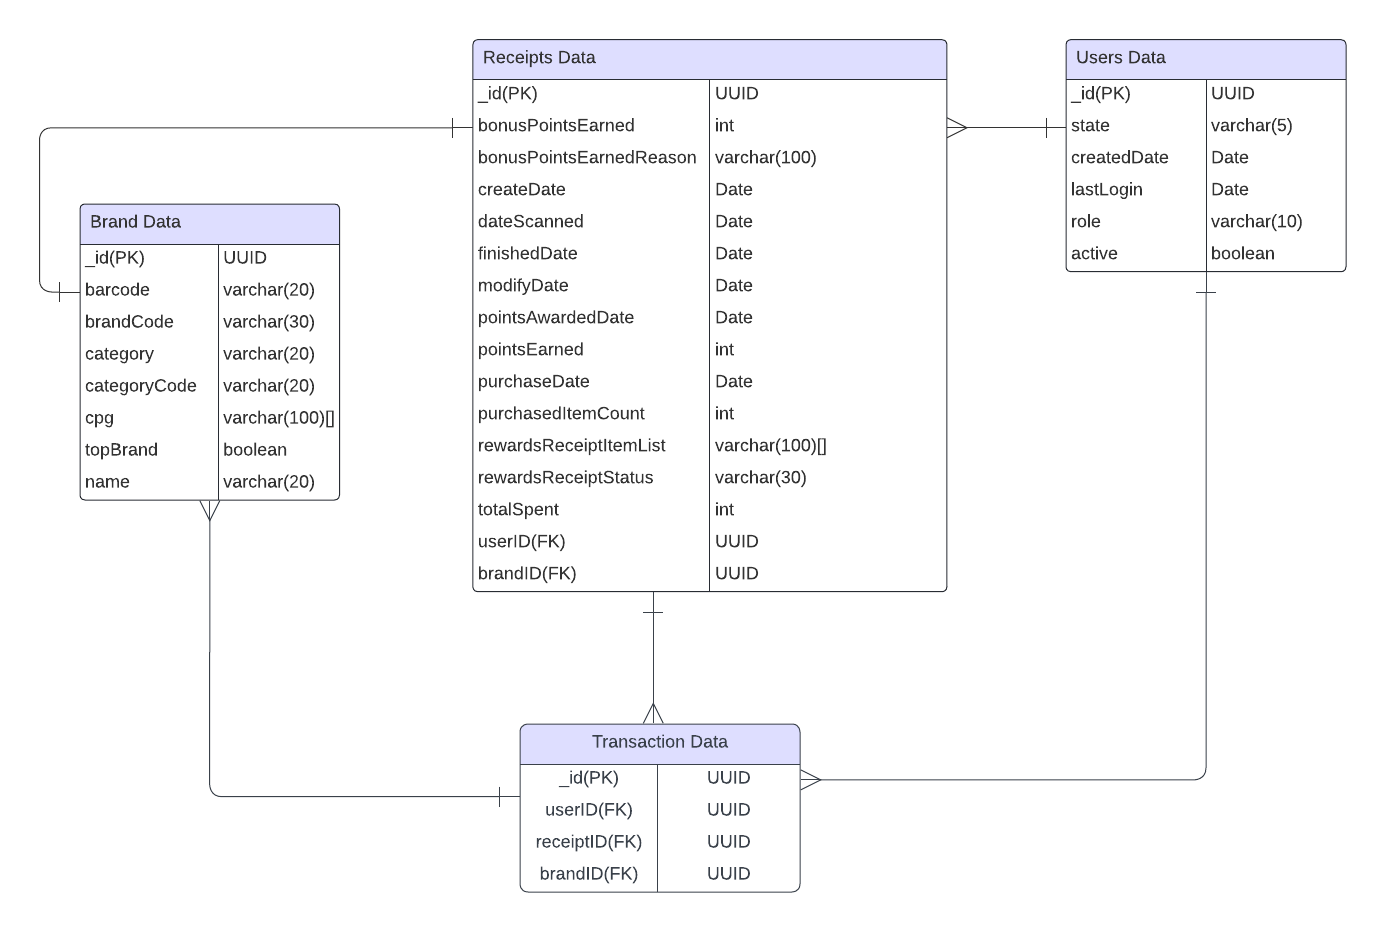 Receipts Data
_id(PK) UUID
bonusPointsEarned int
bonusPointsEarnedReason varchar(100)
createDate Date
dateScanned Date
finishedDate Date
modifyDate Date
pointsAwardedDate Date
pointsEarned int
purchaseDate Date
purchasedItemCount int
rewardsReceiptItemList varchar(100)[]
rewardsReceiptStatus varchar(30)
totalSpent int
userID(FK) UUID
brandID(FK) UUID
Users Data
_id(PK) UUID
state varchar(5)
createdDate Date
lastLogin Date
role varchar(10)
active boolean
Brand Data
_id(PK) UUID
barcode varchar(20)
brandCode varchar(30)
category varchar(20)
categoryCode varchar(20)
cpg varchar(100)[]
topBrand boolean
name varchar(20)
Transaction Data
_id(PK) UUID
userID(FK) UUID
receiptID(FK) UUID
brandID(FK) UUID